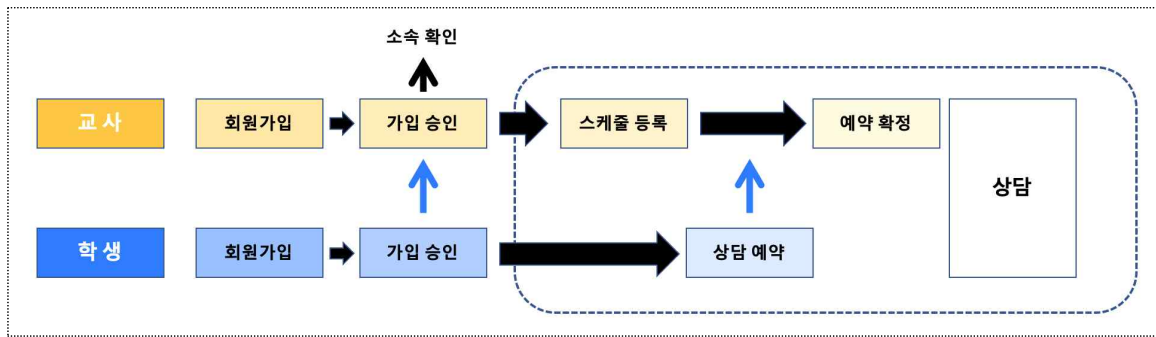 소속 확인
교 사
회원가입
가입 승인
스케줄 등록
예약 확정
상담
학 생
회원가입
가입 승인
상담 예약